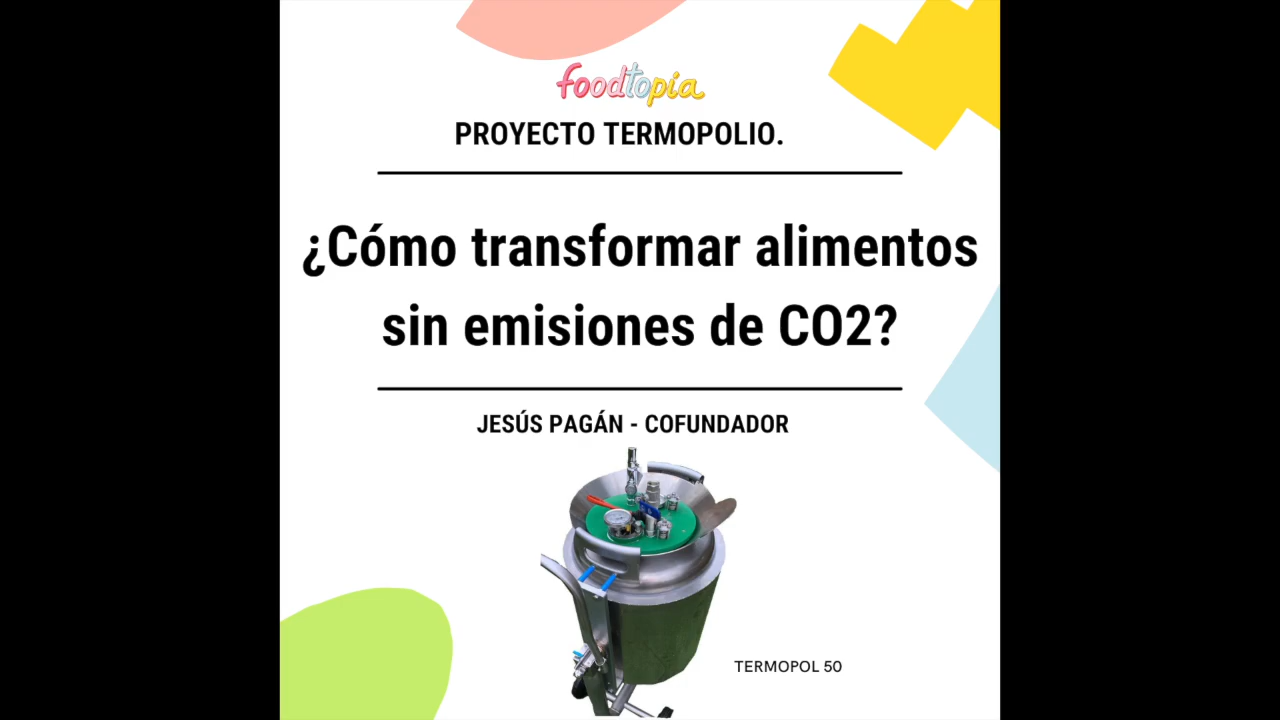 foodtopía
PROYECTO TERMOPOLIO.
¿Cómo transformar alimentos
sin emisiones de CO2?
JESÚS PAGÁN - COFUNDADOR
TERMOPOL 50